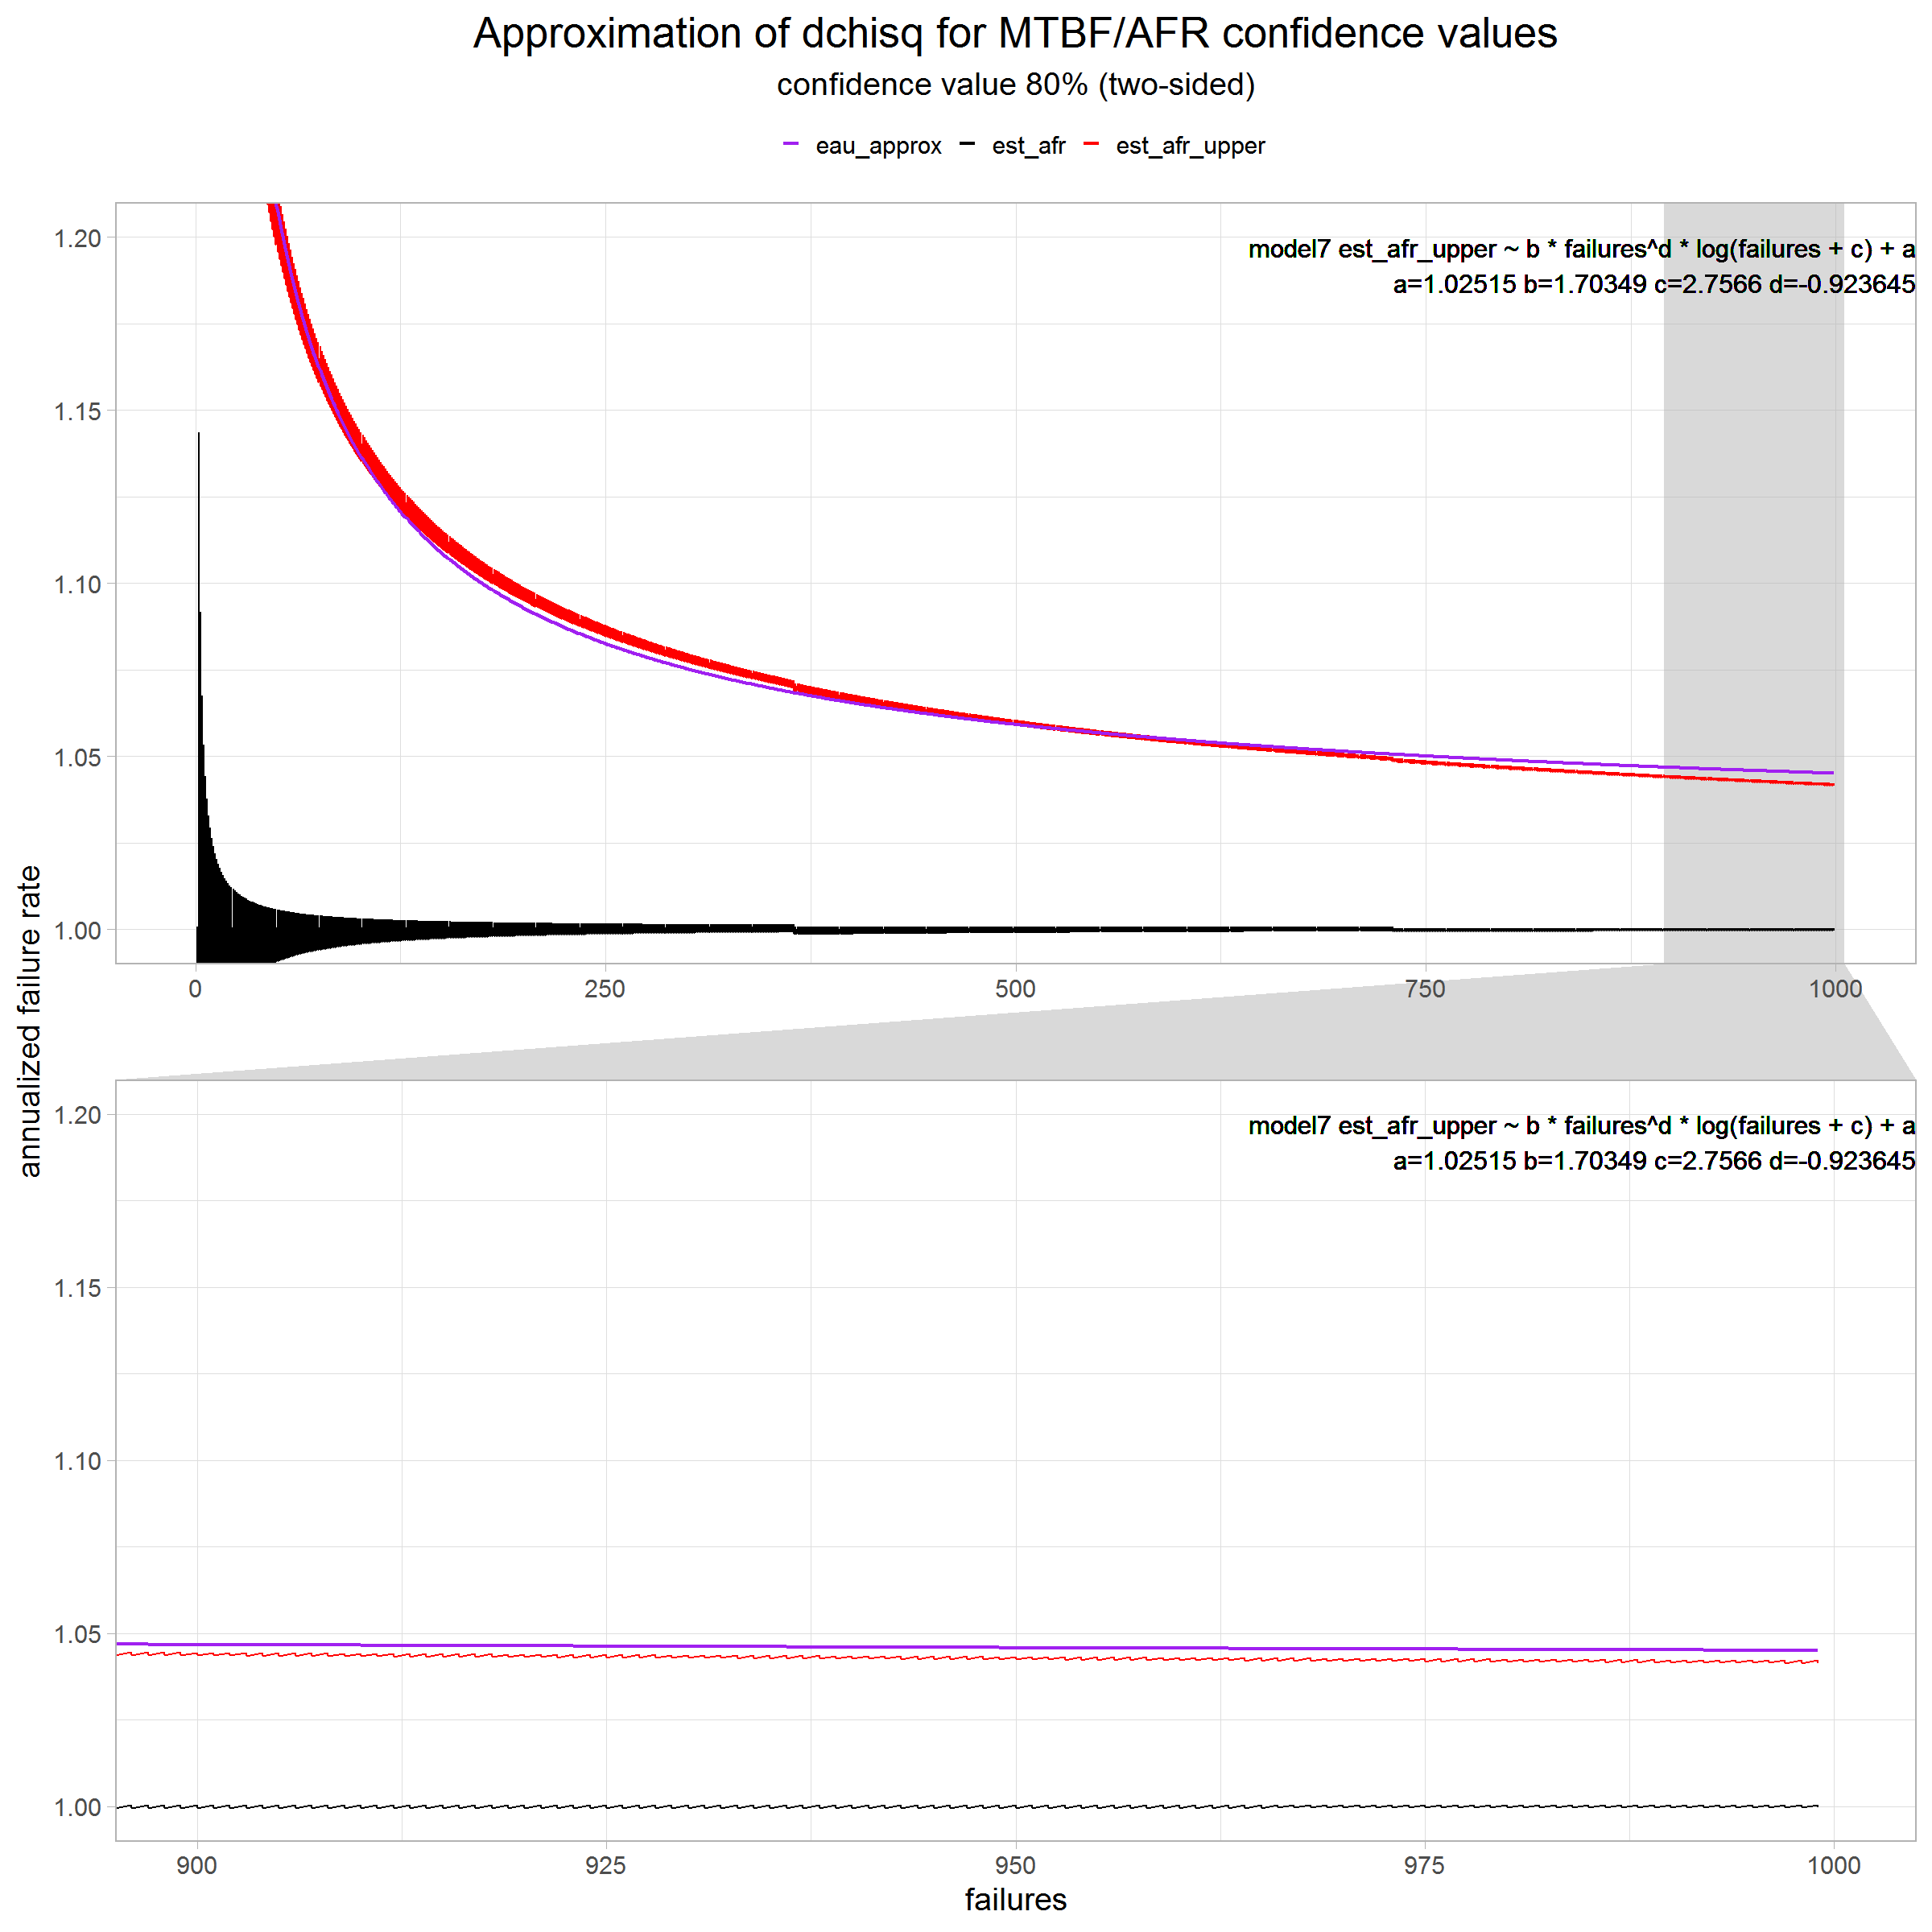 Approximation of dchisq for MTBF/AFR confidence values
confidence value 80% (two-sided)
eau_approx est_afr est_afr_upper
annualized failure rate
1.20
1.15
1.10
1.05
1.00
model7 est_afr_upper ~ b * failures^d * log(failures + c) + a
a=1.02515 b=1.70349 c=2.7566 d=-0.923645
0 250 500 750 1000
1.20
1.15
1.10
1.05
1.00
model7 est_afr_upper ~ b * failures^d * log(failures + c) + a
a=1.02515 b=1.70349 c=2.7566 d=-0.923645
900 925 950 975 1000
failures